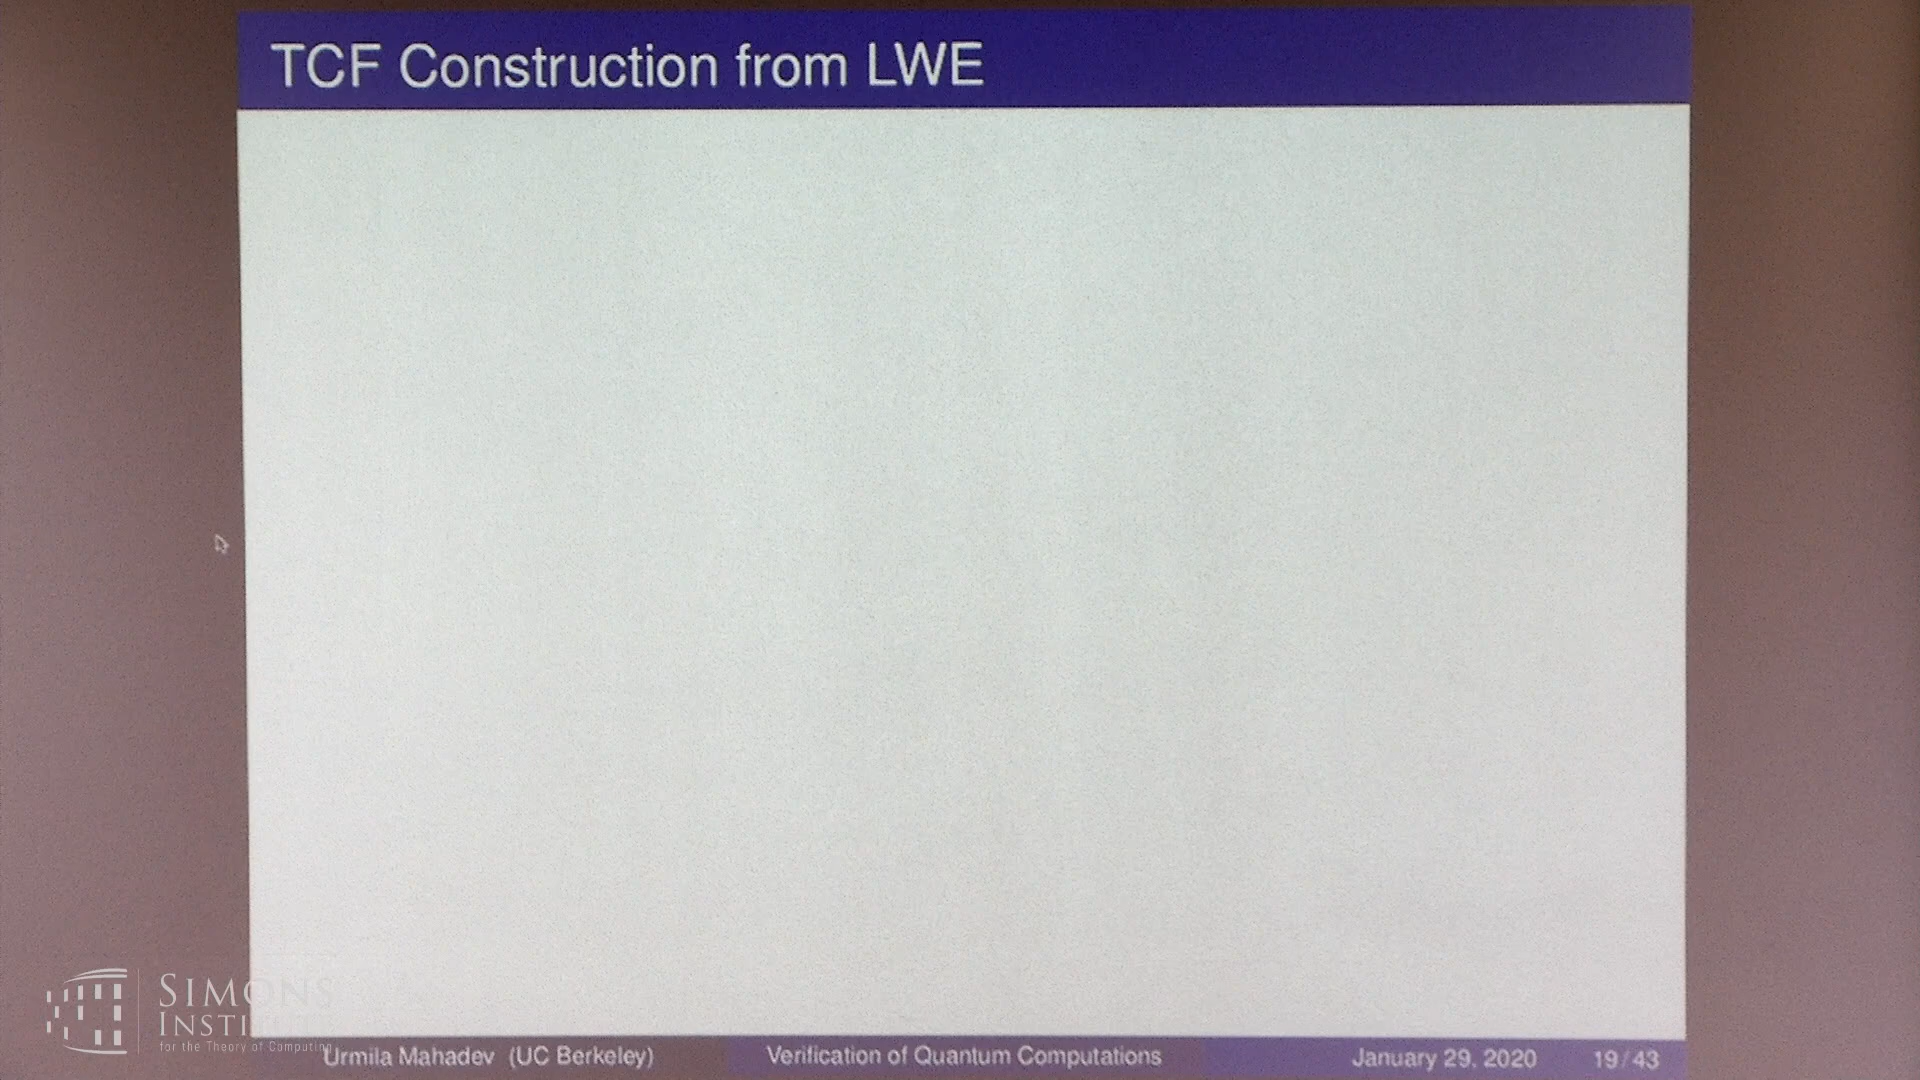 TCF Construction from LWE
SIMONS
INSTITUTE
for the Theory of Computing
Urmila Mahadev (UC Berkeley)
Verification of Quantum Computations
January 29, 2020
19/43